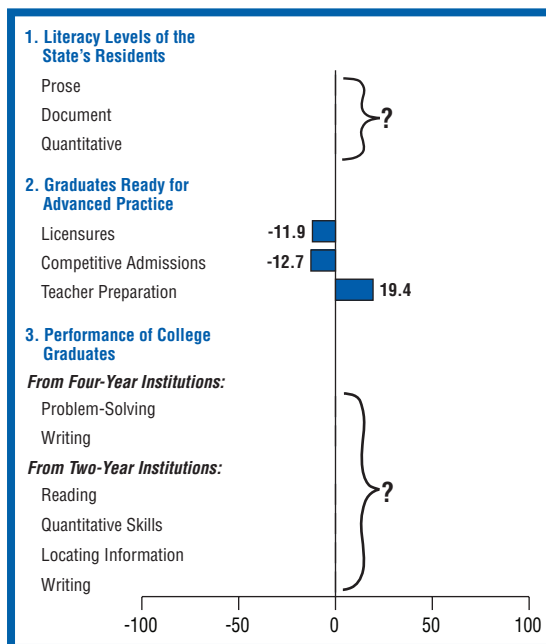 1. Literacy Levels of the
State's Residents
Prose
Document
Quantitative
?
2. Graduates Ready for
Advanced Practice
Licensures
-11.9
Competitive Admissions
-12.7
Teacher Preparation
19.4
3. Performance of College
Graduates
From Four-Year Institutions:
Problem-Solving
Writing
From Two-Year Institutions:
Reading
?
Quantitative Skills
Locating Information
Writing
-100 -50 0 50 100